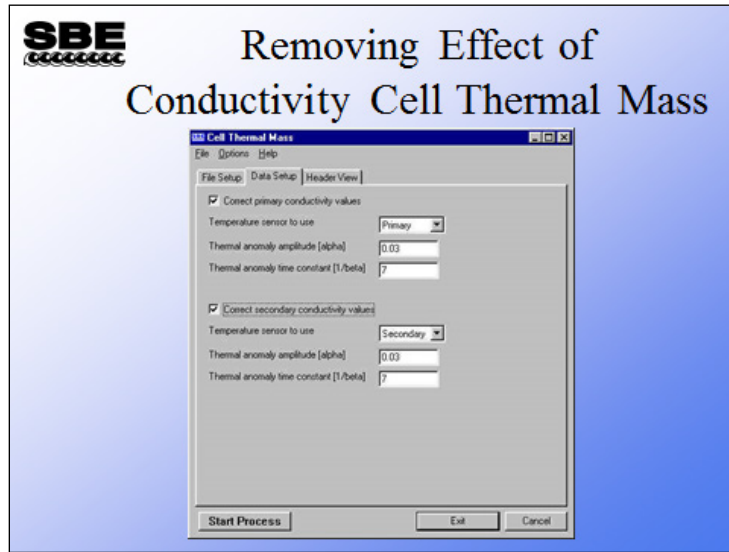 SBE
Removing Effect of
Conductivity Cell Thermal Mass
Cell Thermal Mass
File Options Help
File Setup Data Setup Header View
Correct primary conductivity values
Temperature sensor to use Primary
Thermal anomaly amplitude [alpha] 0.03
Thermal anomaly time constant [1/beta] 7
Correct secondary conductivity values
Temperature sensor to use Secondary
Thermal anomaly amplitude [alpha] 0.03
Thermal anomaly time constant [1/beta] 7
Start Process Exit Cancel